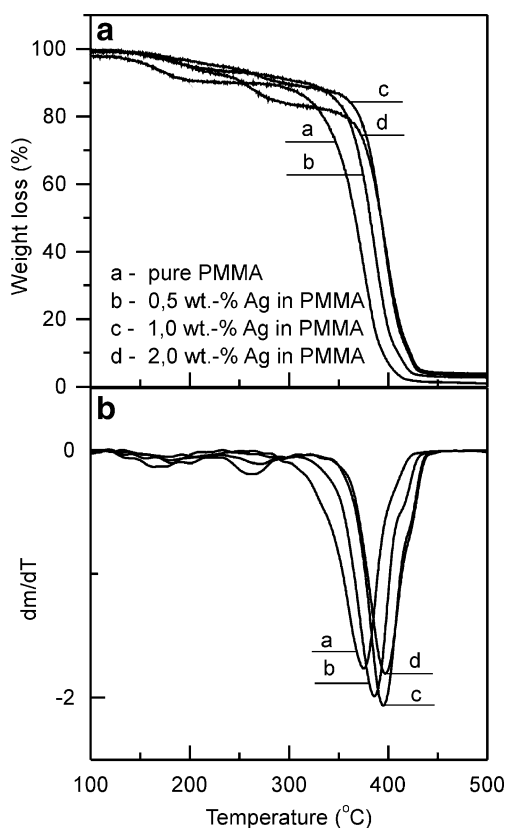 a
100
80
60
40
20
0
Weight loss (%)
c
d
a
b
a - pure PMMA
b - 0,5 wt.-% Ag in PMMA
c - 1,0 wt.-% Ag in PMMA
d - 2,0 wt.-% Ag in PMMA
b
0
-2
dm/dT
a
b
d
c
100 200 300 400 500
Temperature (°C)